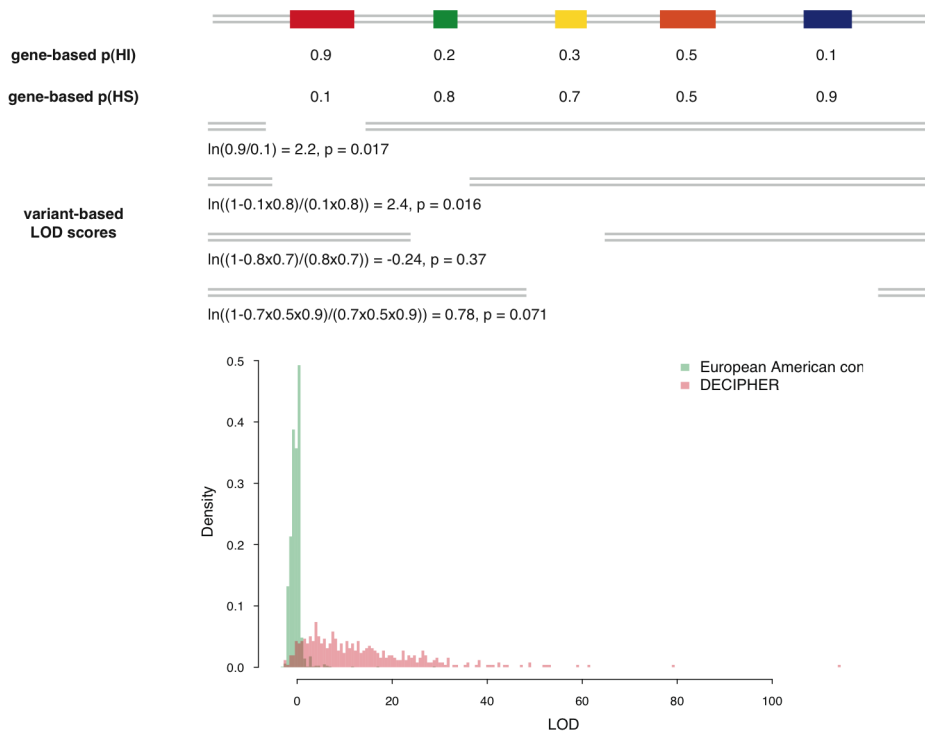 gene-based p(HI) 0.9 0.2 0.3 0.5 0.1
gene-based p(HS) 0.1 0.8 0.7 0.5 0.9
ln(0.9/0.1) = 2.2, p = 0.017
variant-based
LOD scores
ln((1-0.1x0.8)/(0.1x0.8)) = 2.4, p = 0.016
ln((1-0.8x0.7)/(0.8x0.7)) = -0.24, p = 0.37
ln((1-0.7x0.5x0.9)/(0.7x0.5x0.9)) = 0.78, p = 0.071
European American con
DECIPHER
Density
0.5
0.4
0.3
0.2
0.1
0.0
0 20 40 60 80 100
LOD